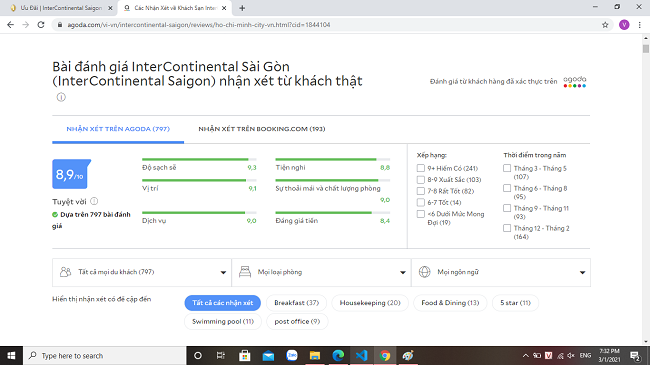 Ưu Đãi | InterContinental Saigon
Các Nhận Xét về Khách Sạn Inter
agoda.com/vi-vn/intercontinental-saigon/reviews/ho-chi-minh-city-vn.html?cid=1844104
V
Bài đánh giá InterContinental Sài Gòn
(InterContinental Saigon) nhận xét từ khách thật
Đánh giá từ khách hàng đã xác thực trên
agoda
NHẬN XÉT TRÊN AGODA (797)
NHẬN XÉT TRÊN BOOKING.COM (193)
8,9/10
Tuyệt vời
Dựa trên 797 bài đánh
giá
Độ sạch sẽ 9,3
Tiện nghi 8,8
Vị trí 9,1
Sự thoải mái và chất lượng phòng
9,0
Dịch vụ 9,0
Đáng giá tiền 8,4
Xếp hạng:
9+ Hiếm Có (241)
8-9 Xuất Sắc (103)
7-8 Rất Tốt (82)
6-7 Tốt (14)
<6 Dưới Mức Mong
Đợi (19)
Thời điểm trong năm
Tháng 3 - Tháng 5
(107)
Tháng 6 - Tháng 8
(95)
Tháng 9 - Tháng 11
(93)
Tháng 12 - Tháng 2
(164)
Tất cả mọi du khách (797)
Mọi loại phòng
Mọi ngôn ngữ
Hiển thị nhận xét có đề cập đến
Tất cả các nhận xét
Breakfast (37)
Housekeeping (20)
Food & Dining (13)
5 star (11)
Swimming pool (11)
post office (9)
Type here to search
ENG
7:32 PM
3/1/2021